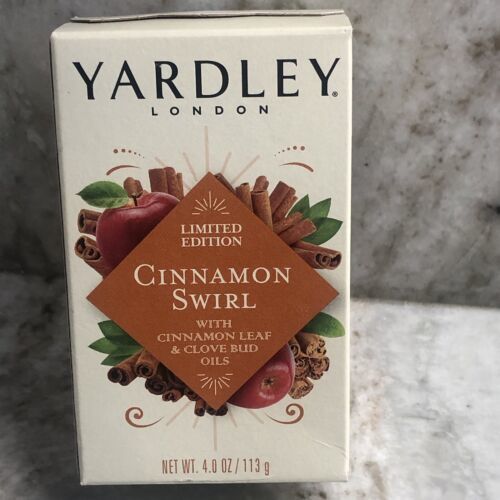 YARDLEY®
LONDON
LIMITED
EDITION
CINNAMON
SWIRL
WITH
CINNAMON LEAF
& CLOVE BUD
OILS
NET WT. 4.0 OZ / 113 g